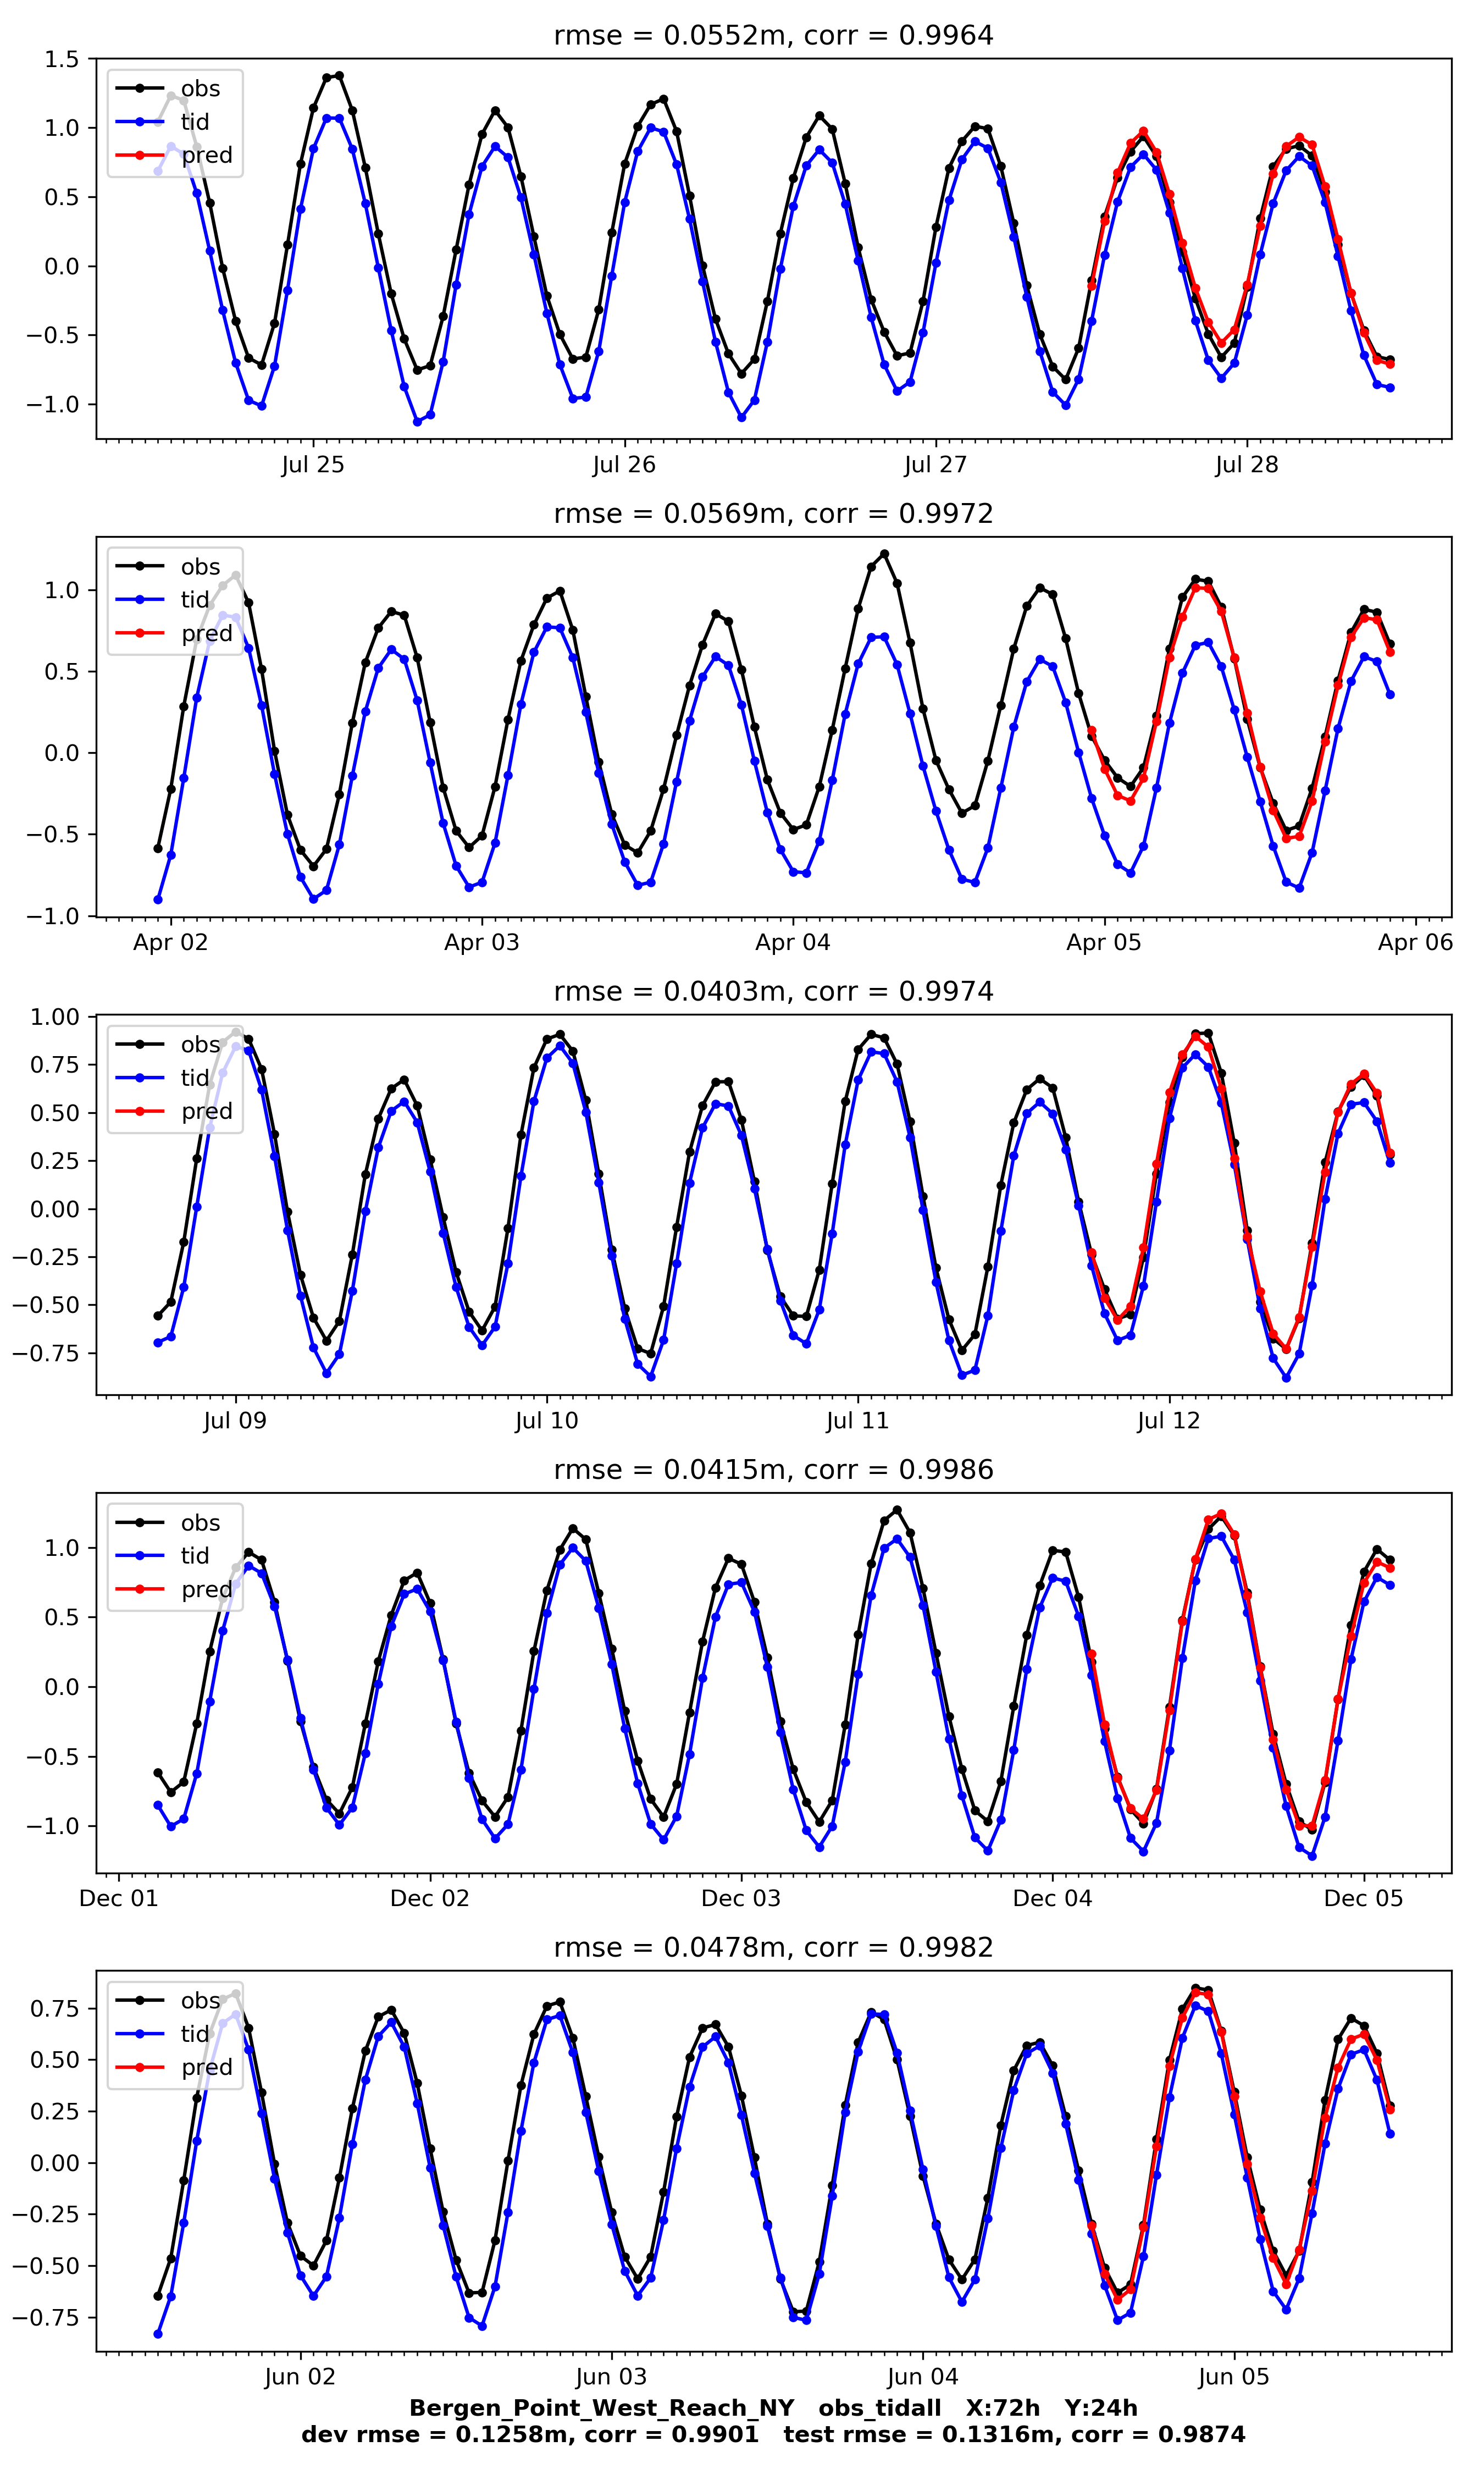 rmse = 0.0552m, corr = 0.9964
1.5
1.0
0.5
0.0
−0.5
−1.0
obs
tid
pred
Jul 25 Jul 26 Jul 27 Jul 28
rmse = 0.0569m, corr = 0.9972
1.0
0.5
0.0
−0.5
−1.0
obs
tid
pred
Apr 02 Apr 03 Apr 04 Apr 05 Apr 06
rmse = 0.0403m, corr = 0.9974
1.00
0.75
0.50
0.25
0.00
−0.25
−0.50
−0.75
obs
tid
pred
Jul 09 Jul 10 Jul 11 Jul 12
rmse = 0.0415m, corr = 0.9986
1.0
0.5
0.0
−0.5
−1.0
obs
tid
pred
Dec 01 Dec 02 Dec 03 Dec 04 Dec 05
rmse = 0.0478m, corr = 0.9982
0.75
0.50
0.25
0.00
−0.25
−0.50
−0.75
obs
tid
pred
Jun 02 Jun 03 Jun 04 Jun 05
Bergen_Point_West_Reach_NY obs_tidall X:72h Y:24h
dev rmse = 0.1258m, corr = 0.9901 test rmse = 0.1316m, corr = 0.9874